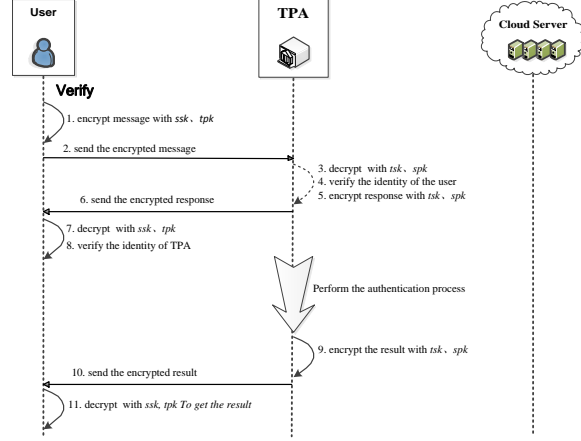 User
TPA
Cloud Server
Verify
1. encrypt message with ssk、tpk
2. send the encrypted message
3. decrypt with tsk、spk
4. verify the identity of the user
5. encrypt response with tsk、spk
6. send the encrypted response
7. decrypt with ssk、tpk
8. verify the identity of TPA
Perform the authentication process
9. encrypt the result with tsk、spk
10. send the encrypted result
11. decrypt with ssk, tpk To get the result